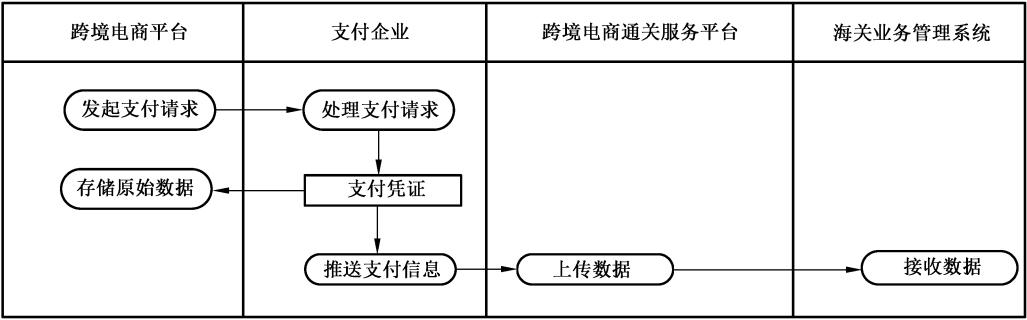 跨境电商平台
支付企业
跨境电商通关服务平台
海关业务管理系统
发起支付请求
处理支付请求
存储原始数据
支付凭证
推送支付信息
上传数据
接收数据